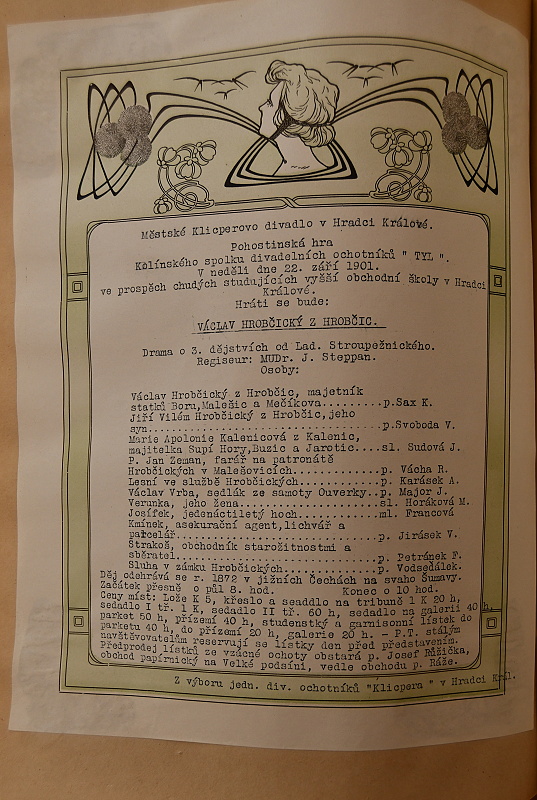 Městské Klicperovo divadlo v Hradci Králové.
Pohostinská hra
Kolínského spolku divadelních ochotníků " TYL ".
V neděli dne 22. září 1901.
ve prospěch chudých studujících vyšší obchodní školy v Hradci
Králové.
Hráti se bude:
VÁCLAV HROBČICKÝ Z HROBČIC.
Drama o 3. dějstvích od Lad. Stroupežnického.
Regiseur: MUDr. J. Steppan.
Osoby:
Václav Hrobčický z Hrobčic, majetník
statků Boru,Malešic a Mečíkova.........p.Sax K.
Jiří Vilém Hrobčický z Hrobčic,jeho
syn....................................p.Svoboda V.
Marie Apolonie Kalenicová z Kalenic,
majitelka Supí Hory,Buzic a Jarotic....sl. Sudová J.
P. Jan Zeman, farář na patronátě
Hrobčických v Malešovicích.............p. Vácha R.
Lesní ve službě Hrobčických............p. Karásek A.
Václav Vrba, sedlák ze samoty Ouverky..p. Major J.
Verunka, jeho žena.....................sl. Horáková M.
Josífek, jedenáctiletý hoch............ml. Francová
Kmínek, asekurační agent,lichvář a
pařcelář...............................p. Jirásek V.
Strakoš, obchodník starožitnostmi a
sběratel...............................p. Petránek F.
Sluha v zámku Hrobčických..............p. Vodsedálek.
Děj odehrává se r. 1872 v jižních Čechách na svaho Šumavy.
Začátek přesně o půl 8. hod. Konec o 10 hod.
Ceny míst: Lože K 5, křeslo a seaddlo na tribuně 1 K 20 h,
sedadlo I tř. 1 K, sedadlo II tř. 60 h, sedadlo na galerii 40 h,
parket 50 h, přízemí 40 h, studentský a garnisonní lístek do
parketu 40 h, do přízemí 20 h, galerie 20 h. - P.T. stálým
navštěvovatelům reservují se lístky den před představením.
Předprodej lístků ze vzácné ochoty obstará p. Josef Růžička,
obchod papírnický na Velké podsíni, vedle obchodu p. Ráže.
Z výboru jedn. div. ochotníků "Klicpera " v Hradci Král.